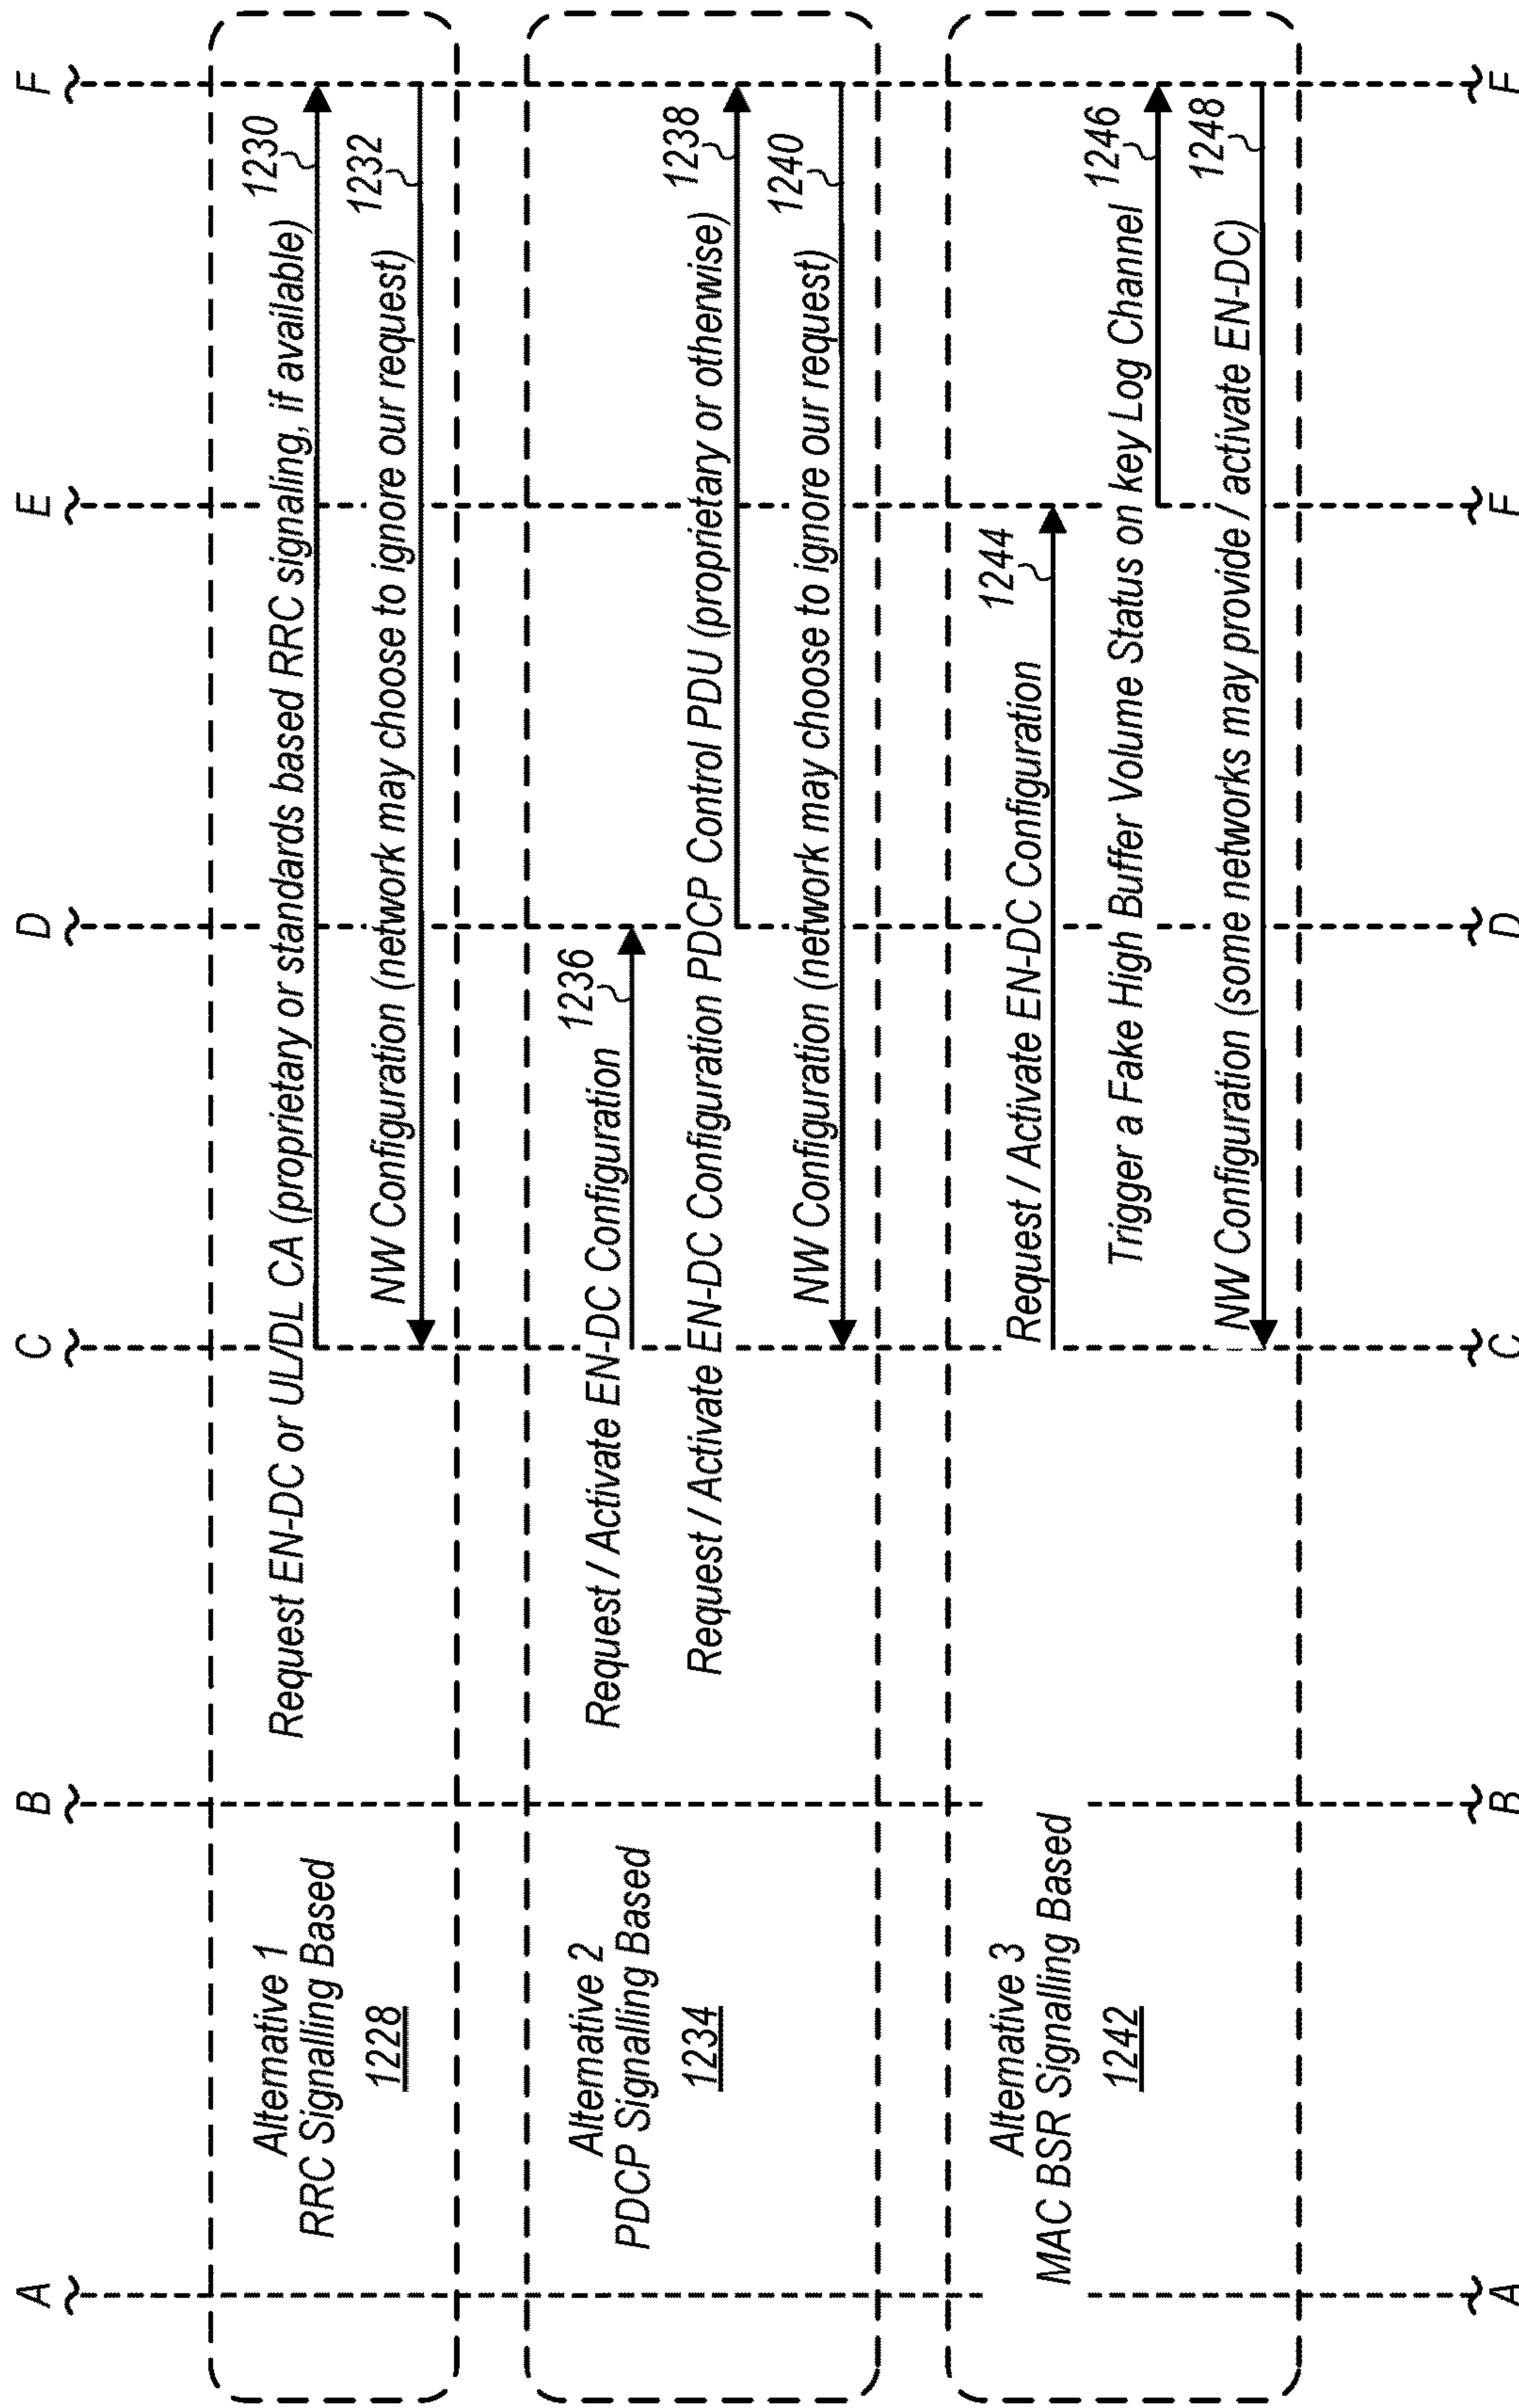 A
B
C
D
E
F
Alternative 1
RRC Signalling Based
1228
Request EN-DC or UL/DL CA (proprietary or standards based RRC signaling, if available)
1230
NW Configuration (network may choose to ignore our request)
1232
Alternative 2
PDCP Signalling Based
1234
Request / Activate EN-DC Configuration
1236
Request / Activate EN-DC Configuration PDCP Control PDU (proprietary or otherwise)
1238
NW Configuration (network may choose to ignore our request)
1240
Alternative 3
MAC BSR Signalling Based
1242
Request / Activate EN-DC Configuration
1244
Trigger a Fake High Buffer Volume Status on key Log Channel
1246
NW Configuration (some networks may provide / activate EN-DC)
1248
A
B
C
D
E
F